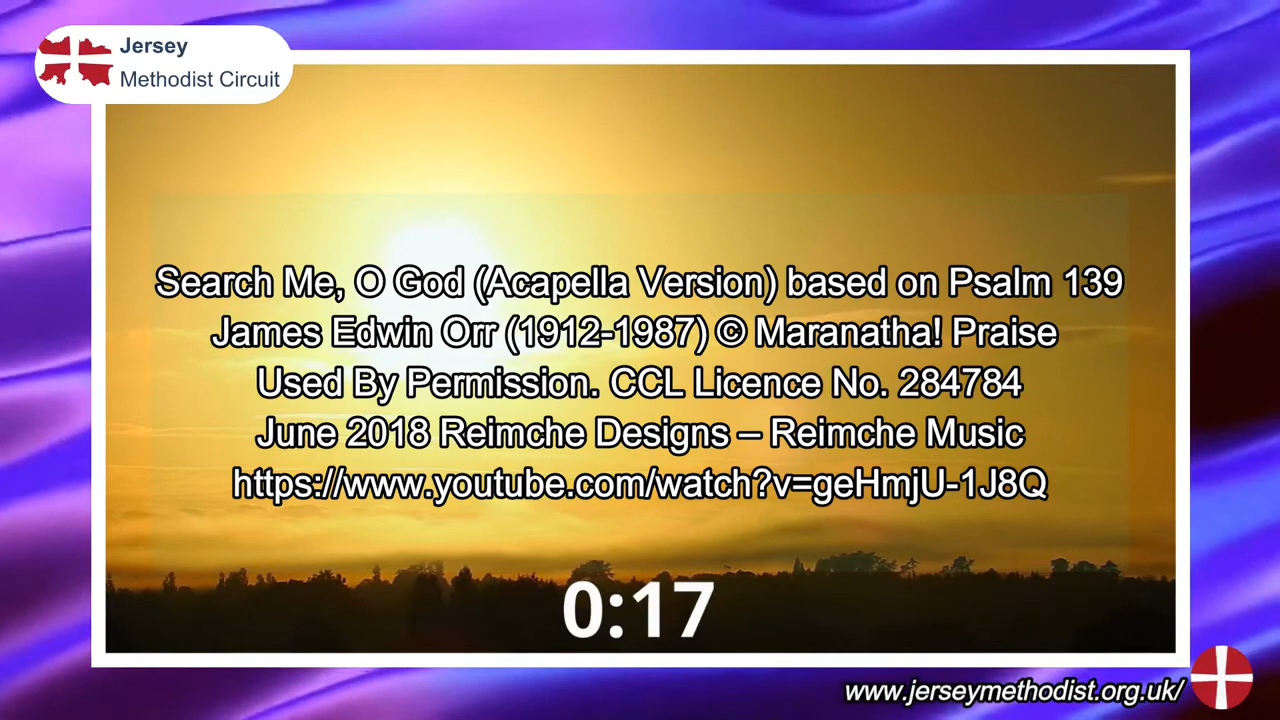 Jersey
Methodist Circuit
Search Me, O God (Acapella Version) based on Psalm 139
James Edwin Orr (1912-1987) © Maranatha! Praise
Used By Permission. CCL Licence No. 284784
June 2018 Reimche Designs – Reimche Music
https://www.youtube.com/watch?v=geHmjU-1J8Q
0:17
www.jerseymethodist.org.uk/